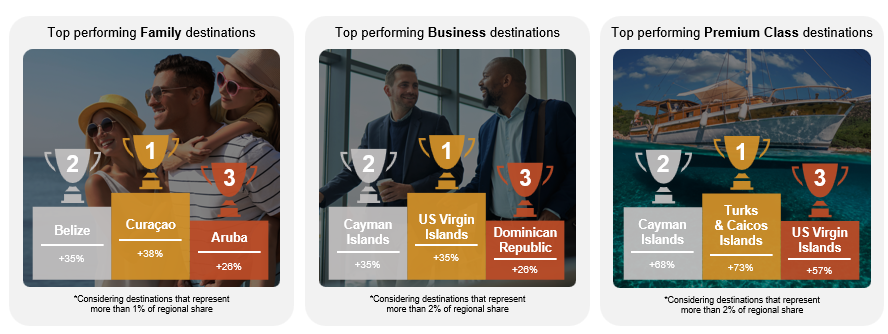 Top performing Family destinations
2
1
3
Belize
+35%
Curaçao
+38%
Aruba
+26%
*Considering destinations that represent
more than 1% of regional share
Top performing Business destinations
2
1
3
Cayman
Islands
+35%
US Virgin
Islands
+35%
Dominican
Republic
+26%
*Considering destinations that represent
more than 2% of regional share
Top performing Premium Class destinations
2
1
3
Cayman
Islands
+68%
Turks
& Caicos
Islands
+73%
US Virgin
Islands
+57%
*Considering destinations that represent
more than 2% of regional share